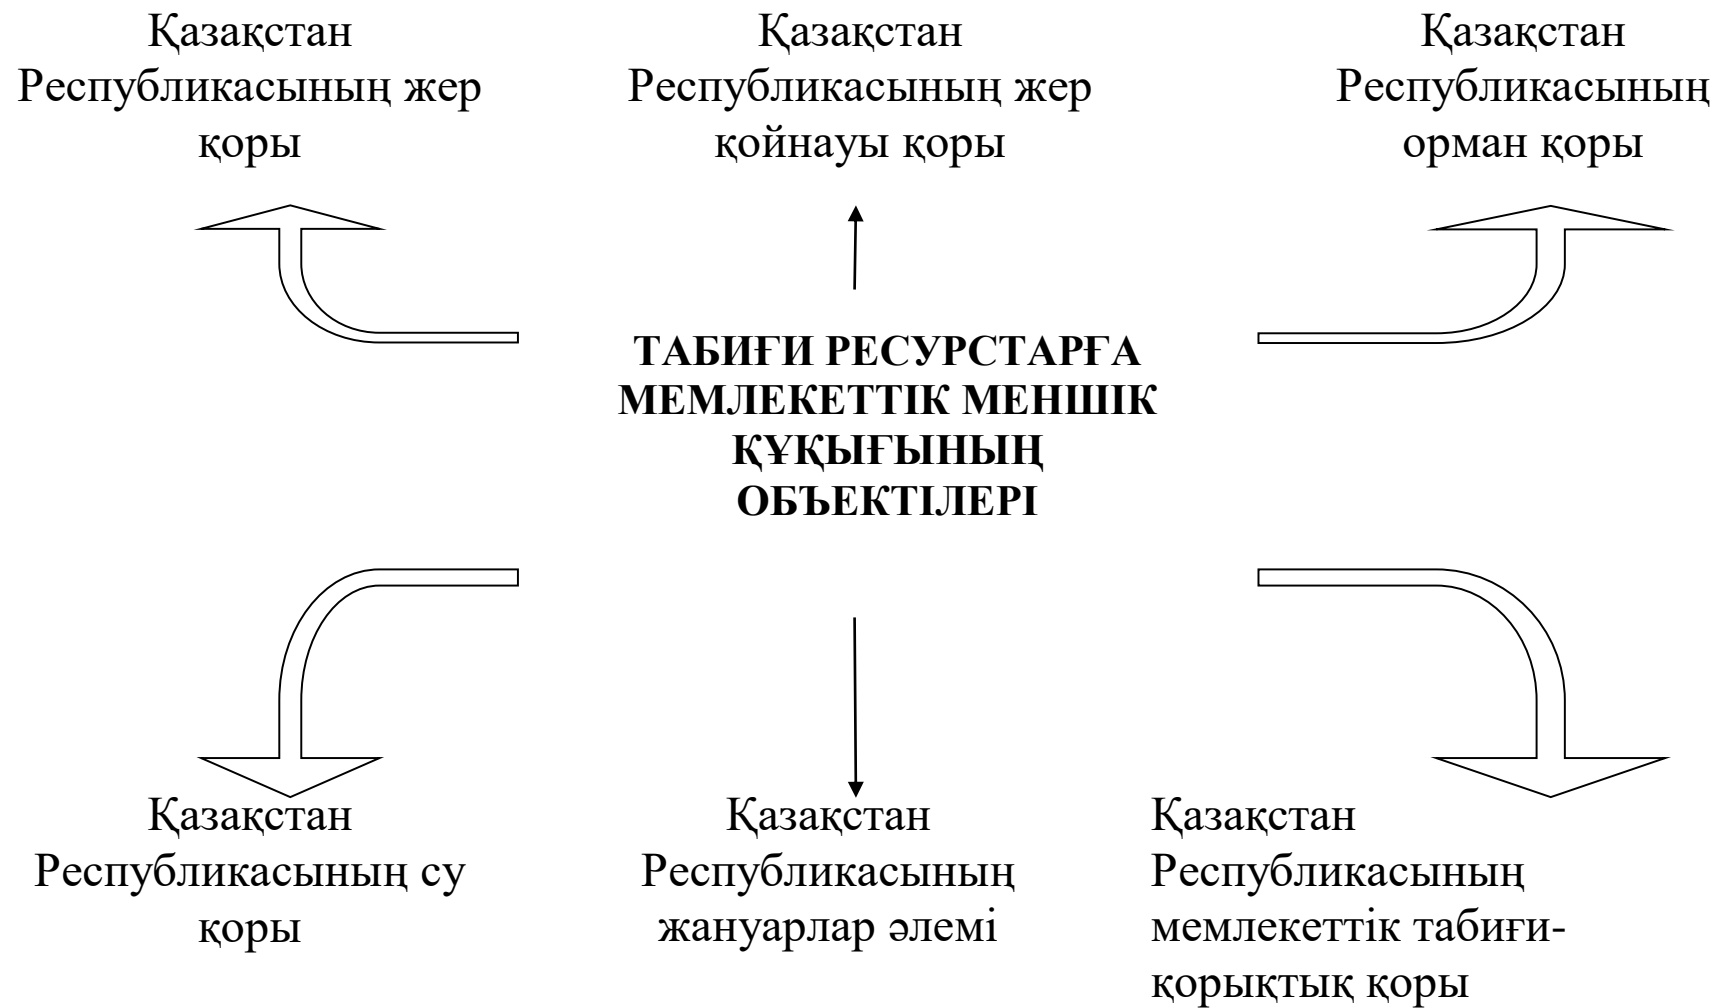 Қазақстан
Республикасының жер
қоры
Қазақстан
Республикасының жер
қойнауы қоры
Қазақстан
Республикасының
орман қоры
ТАБИҒИ РЕСУРСТАРҒА
МЕМЛЕКЕТТІК МЕНШІК
ҚҰҚЫҒЫНЫҢ
ОБЪЕКТІЛЕРІ
Қазақстан
Республикасының су
қоры
Қазақстан
Республикасының
жануарлар әлемі
Қазақстан
Республикасының
мемлекеттік табиғи-
қорықтық қоры